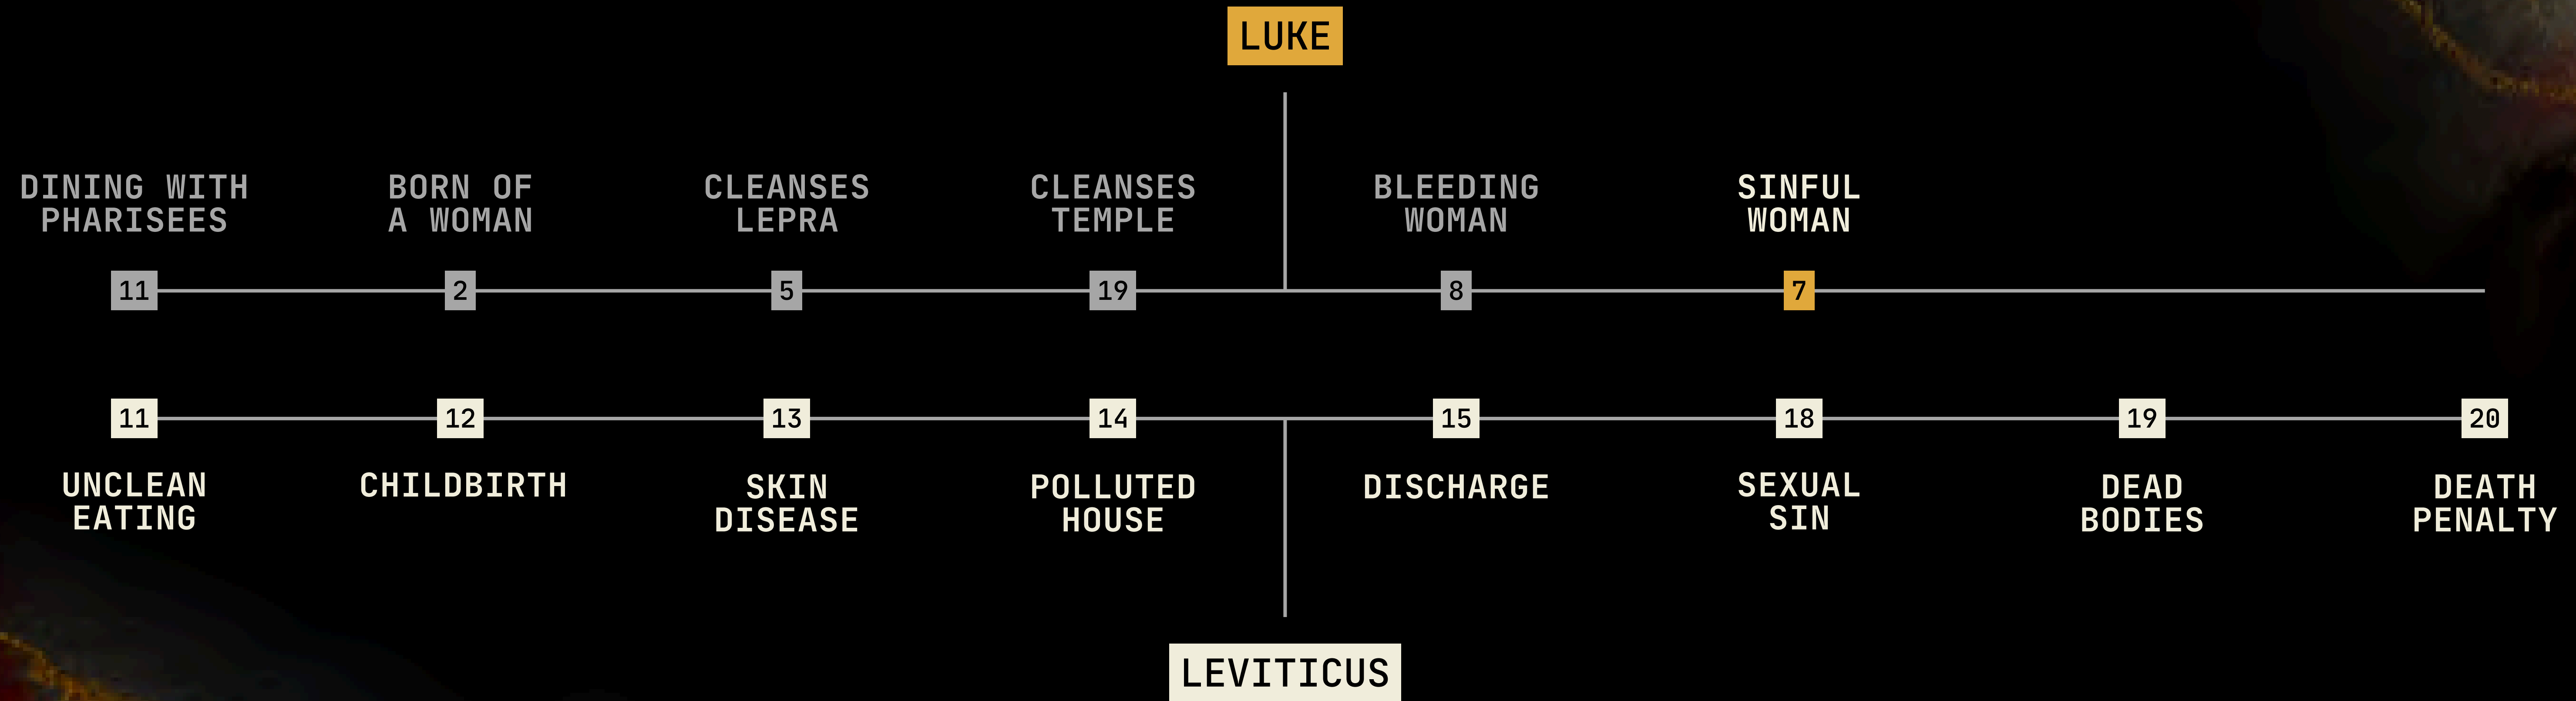 LUKE
DINING WITH
PHARISEES
BORN OF
A WOMAN
CLEANSES
LEPRA
CLEANSES
TEMPLE
BLEEDING
WOMAN
SINFUL
WOMAN
11
2
5
19
8
7
11
12
13
14
15
18
19
20
UNCLEAN
EATING
CHILDBIRTH
SKIN
DISEASE
POLLUTED
HOUSE
DISCHARGE
SEXUAL
SIN
DEAD
BODIES
DEATH
PENALTY
LEVITICUS